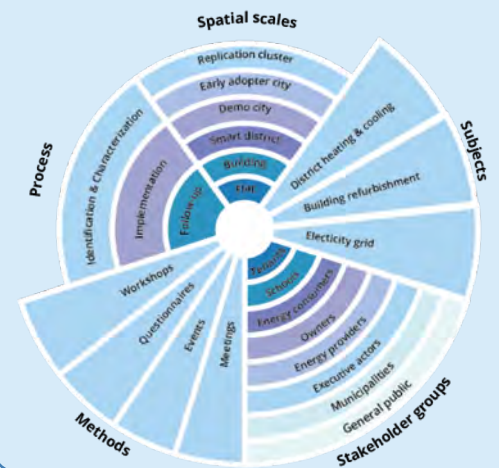 Spatial scales
Replication cluster
Early adopter city
Demo city
Smart district
Building
Flat
Subjects
District heating & cooling
Building refurbishment
Electicity grid
Stakeholder groups
Tenants
Schools
Energy consumers
Owners
Energy providers
Executive actors
Municipalities
General public
Methods
Meetings
Events
Questionnaires
Workshops
Process
Identification & Characterization
Implementation
Follow-up